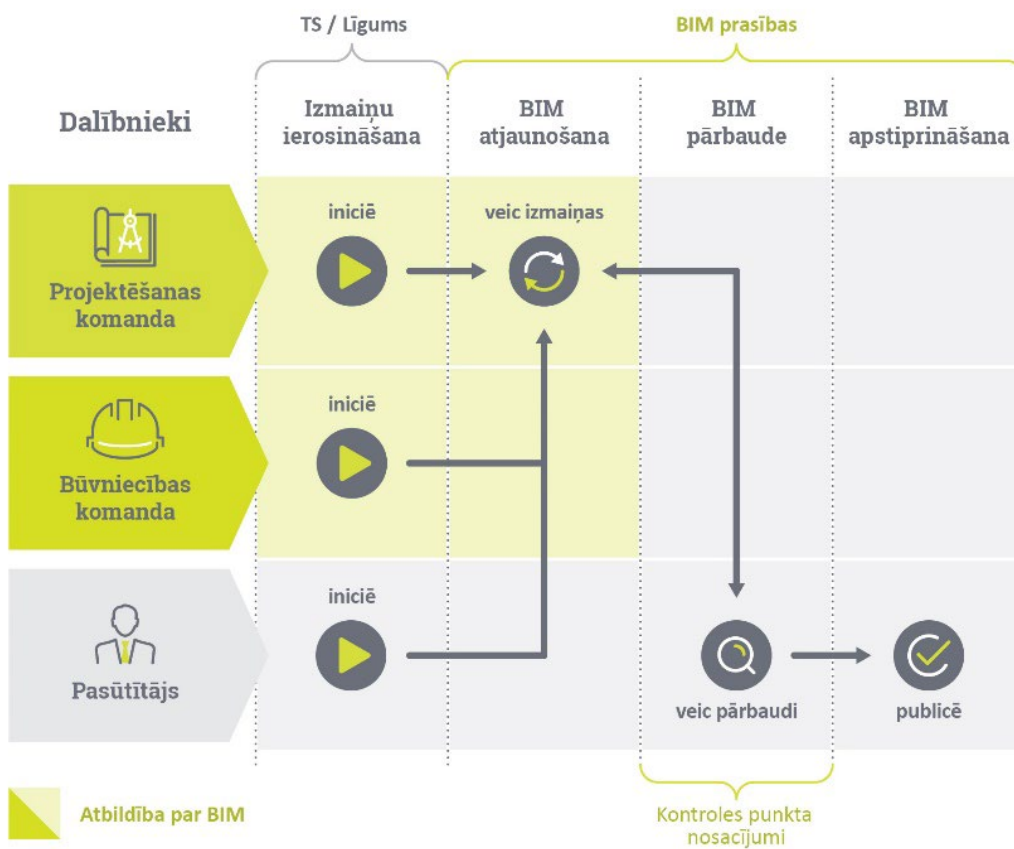 TS / Līgums
BIM prasības
Dalībnieki
Izmaiņu
ierosināšana
BIM
atjaunošana
BIM
pārbaude
BIM
apstiprināšana
Projektēšanas
komanda
iniciē
veic izmaiņas
Būvniecības
komanda
iniciē
Pasūtītājs
iniciē
veic pārbaudi
publicē
Atbildība par BIM
Kontroles punkta
nosacījumi